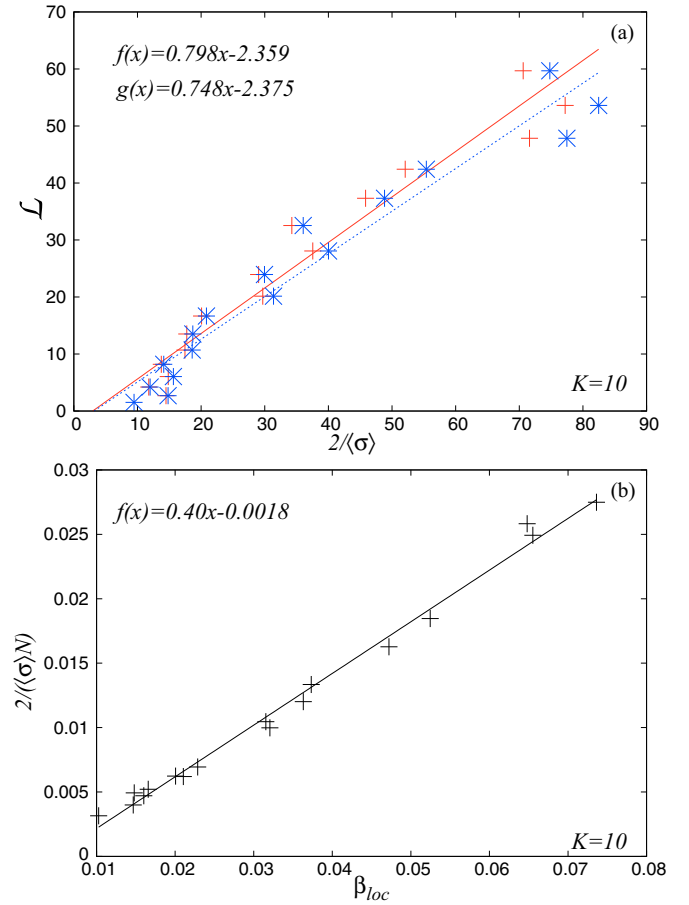 70
60
50
40
30
20
10
0
ℒ
(a)
f(x)=0.798x-2.359
g(x)=0.748x-2.375
K=10
0 10 20 30 40 50 60 70 80 90
2/⟨σ⟩
0.03
0.025
0.02
0.015
0.01
0.005
0
2/(⟨σ⟩N)
(b)
f(x)=0.40x-0.0018
K=10
0.01 0.02 0.03 0.04 0.05 0.06 0.07 0.08
βloc